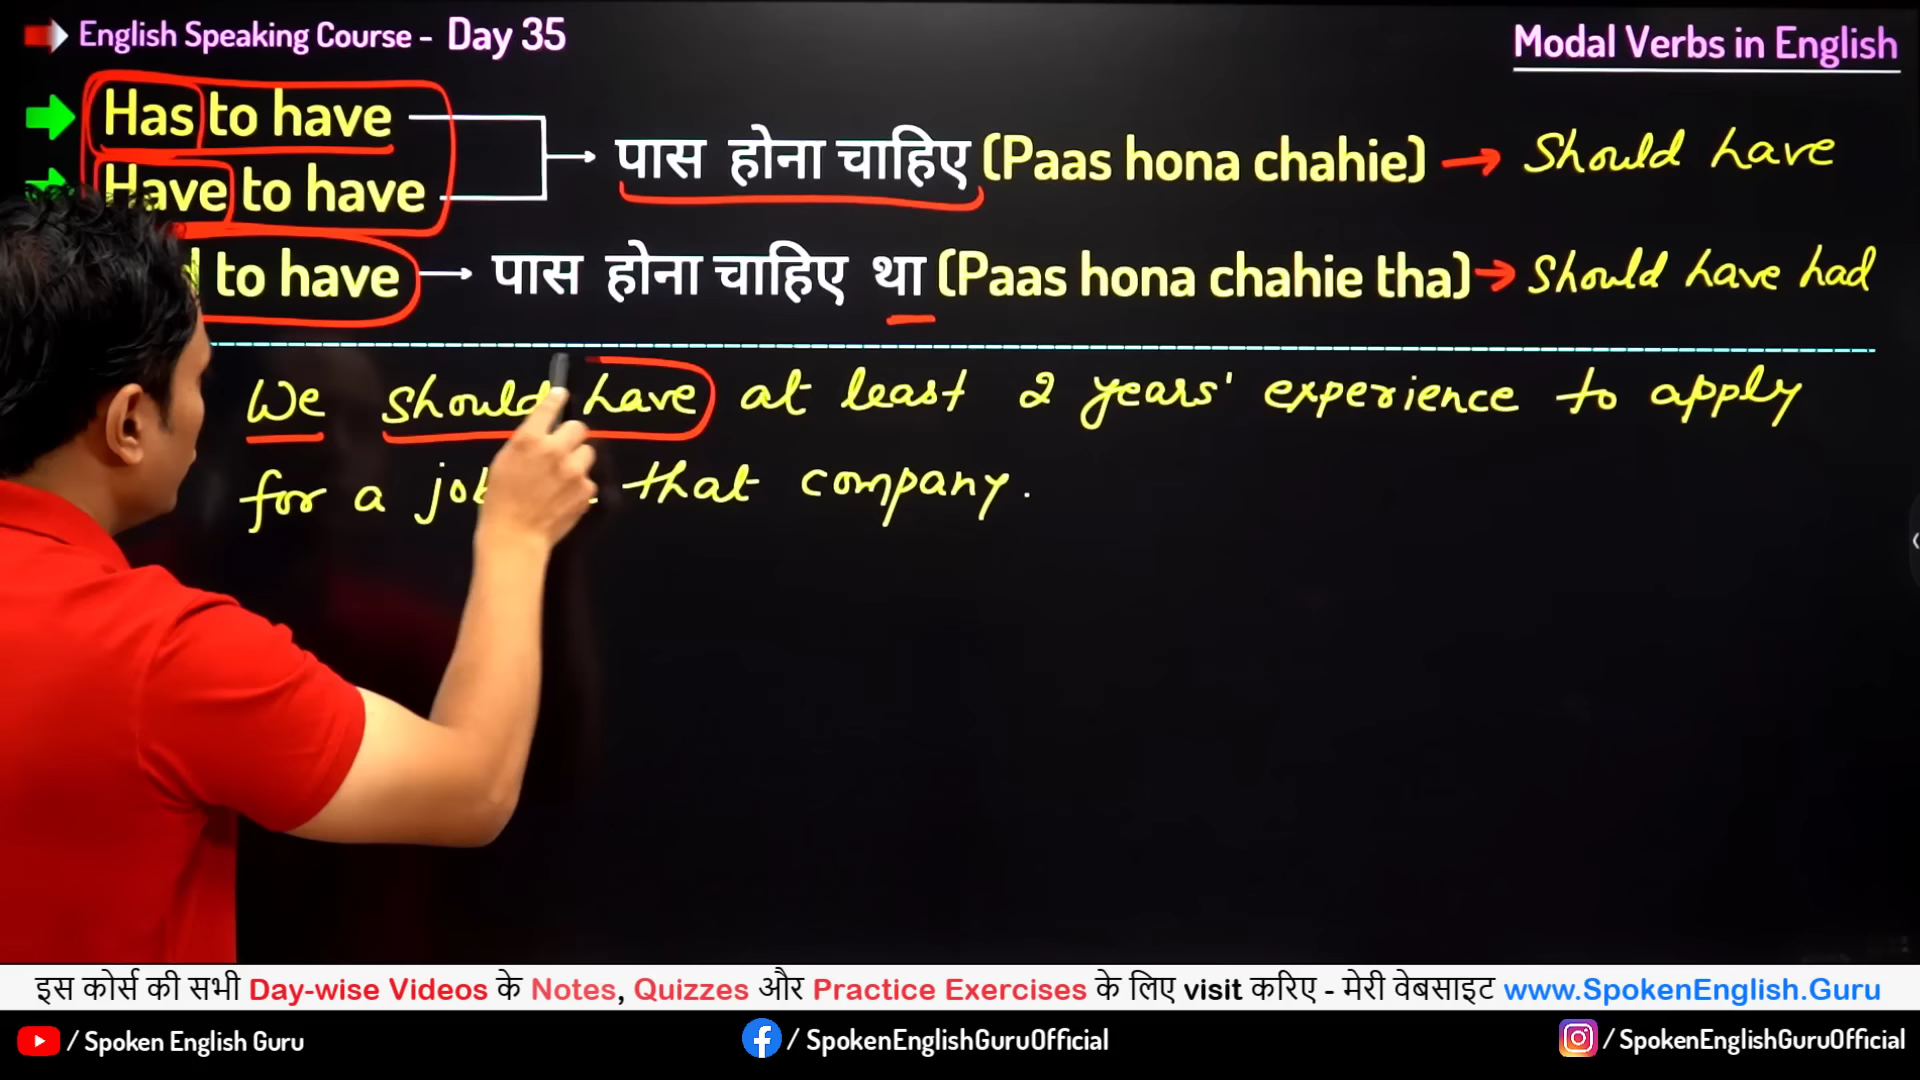 English Speaking Course - Day 35
Modal Verbs in English
Has to have
Have to have
पास होना चाहिए (Paas hona chahie) → Should have
to have → पास होना चाहिए था (Paas hona chahie tha) → Should have had
We should have at least 2 years' experience to apply
for a that company.
इस कोर्स की सभी Day-wise Videos के Notes, Quizzes और Practice Exercises के लिए visit करिए - मेरी वेबसाइट www.SpokenEnglish.Guru
/ Spoken English Guru
/ SpokenEnglishGuruOfficial
/ SpokenEnglishGuruOfficial